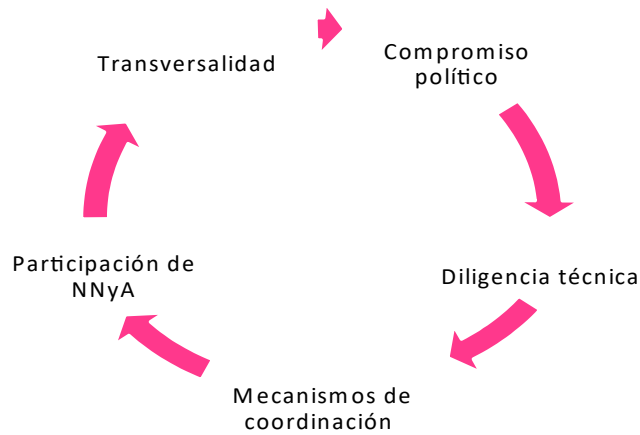 Transversalidad
Compromiso
político
Diligencia técnica
Mecanismos de
coordinación
Participación de
NNyA